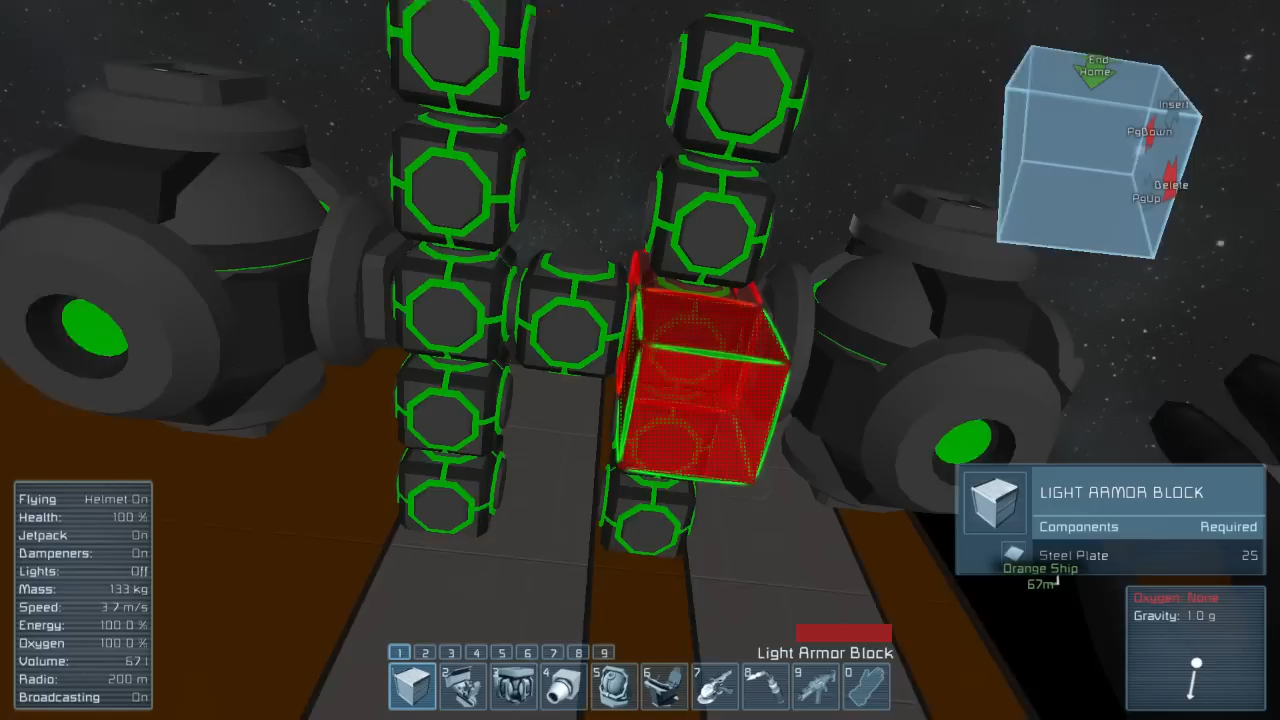 End
Home
Insert
PgDown
Delete
PgUp
Flying Helmet On
Health: 100 %
Jetpack On
Dampeners: On
Lights: Off
Mass: 133 kg
Speed: 3.7 m/s
Energy: 100.0 %
Oxygen 100.0 %
Volume: 67 l
Radio: 200 m
Broadcasting On
LIGHT ARMOR BLOCK
Components Required
Steel Plate 25
Orange Ship
67m
Oxygen: None
Gravity: 1.0 g
1 2 3 4 5 6 7 8 9
Light Armor Block
2 3 4 5 6 7 8 9 0